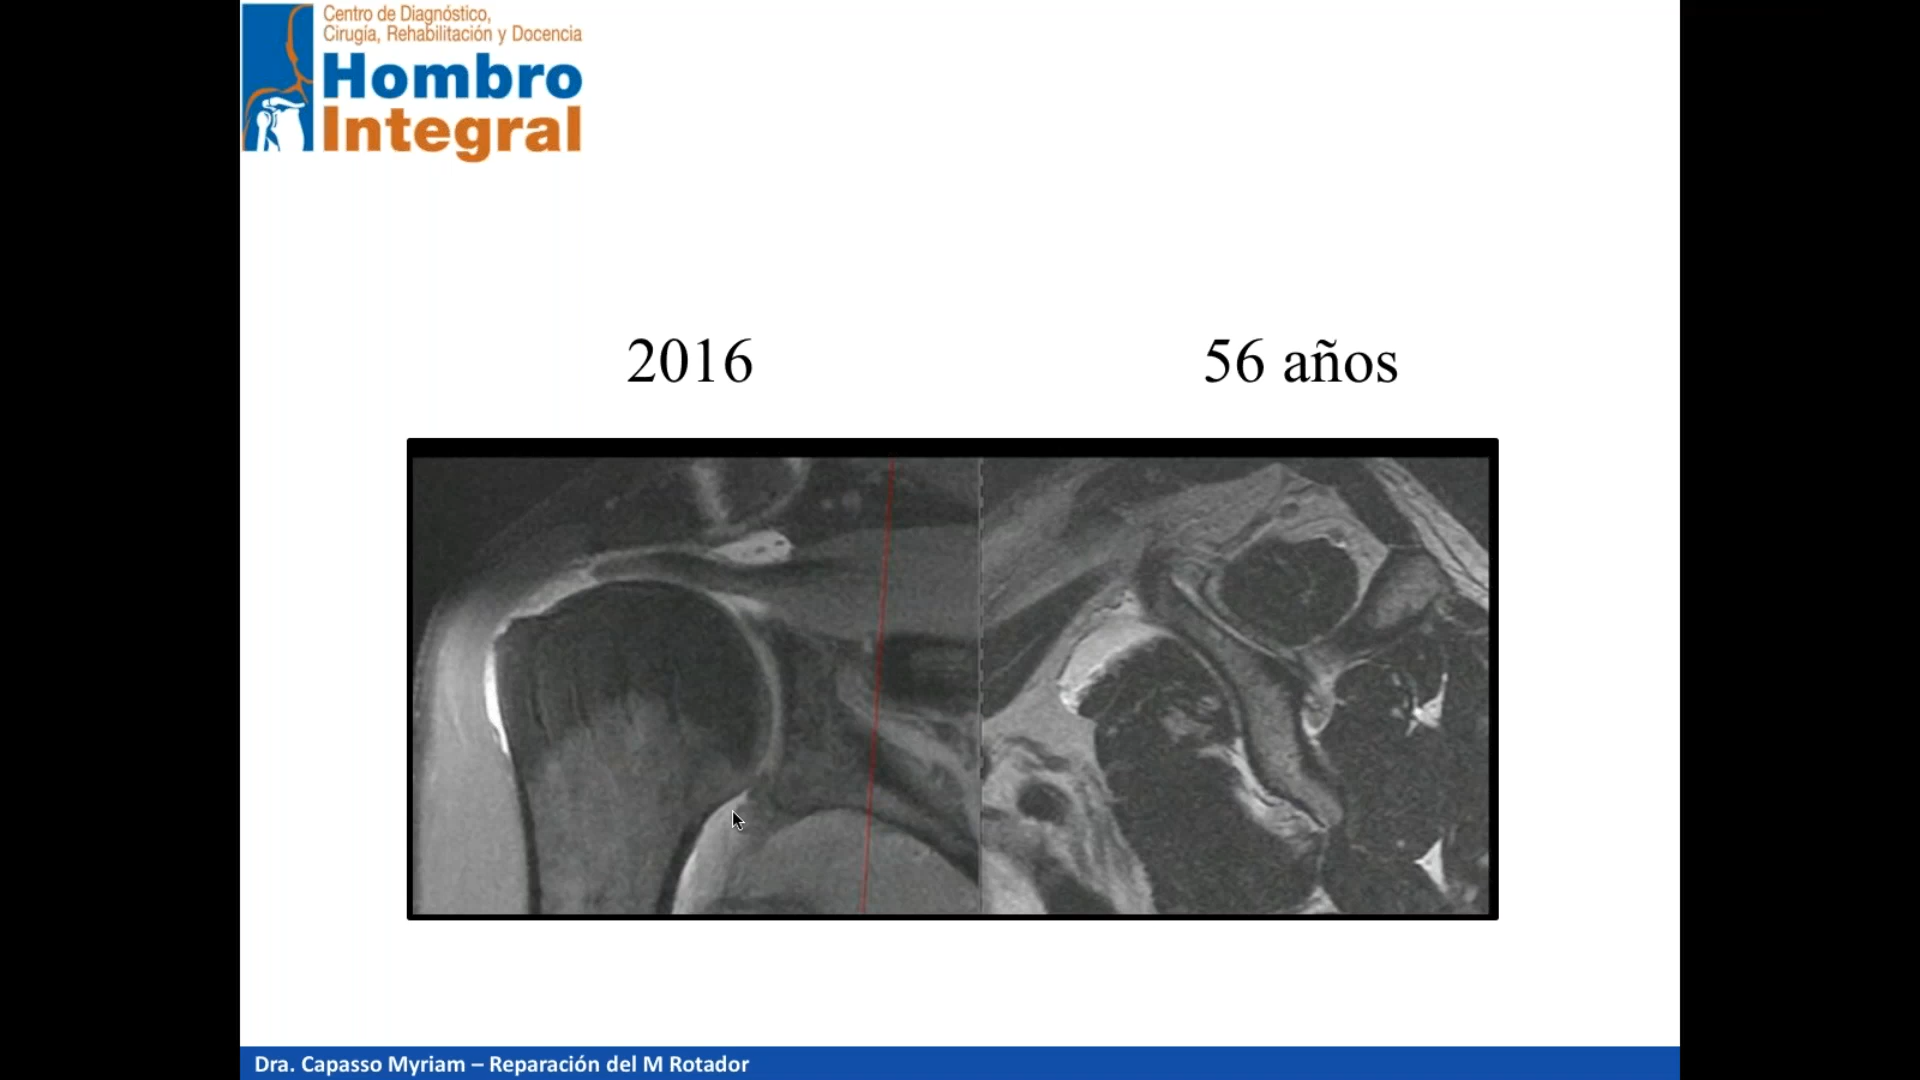 Centro de Diagnóstico,
Cirugía, Rehabilitación y Docencia
Hombro
Integral
2016
56 años
Dra. Capasso Myriam – Reparación del M Rotador